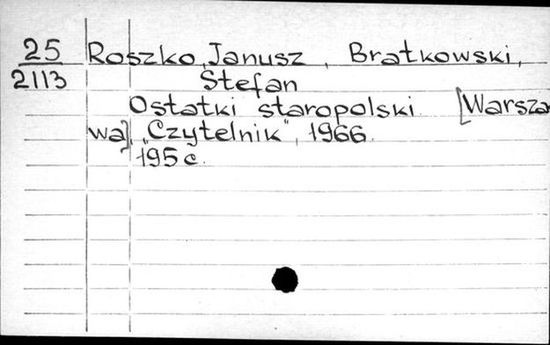 25 Roszko, Janusz, Bratkowski,
2113 Stefan
Ostatki staropolski. [Warsza
wa] „Czytelnik", 1966.
195 c.